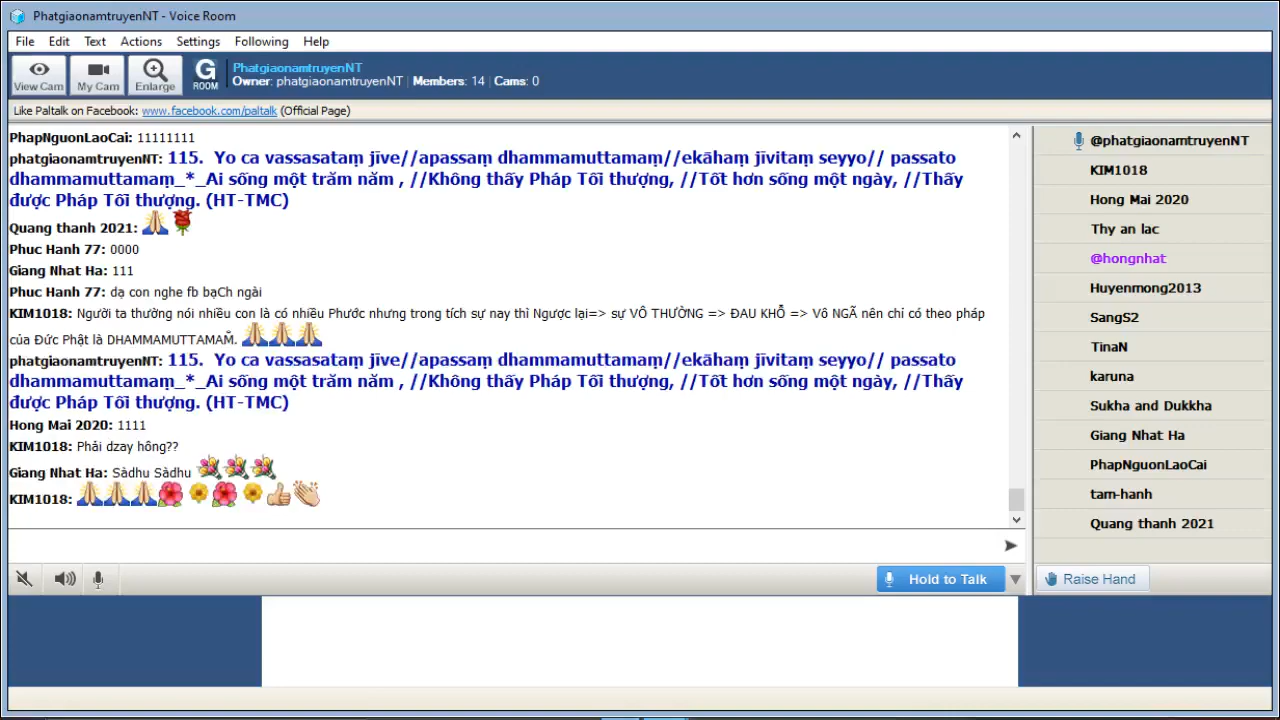 PhatgiaonamtruyenNT - Voice Room
File Edit Text Actions Settings Following Help
View Cam My Cam Enlarge G ROOM
PhatgiaonamtruyenNT
Owner: phatgiaonamtruyenNT | Members: 14 | Cams: 0
Like Paltalk on Facebook: www.facebook.com/paltalk (Official Page)
PhapNguonLaoCai: 11111111
phatgiaonamtruyenNT: 115. Yo ca vassasataṃ jīve//apassaṃ dhammamuttamaṃ//ekāhaṃ jīvitaṃ seyyo// passato
dhammamuttamaṃ_*_Ai sống một trăm năm , //Không thấy Pháp Tối thượng, //Tốt hơn sống một ngày, //Thấy
được Pháp Tối thượng. (HT-TMC)
Quang thanh 2021:
Phuc Hanh 77: 0000
Giang Nhat Ha: 111
Phuc Hanh 77: dạ con nghe fb bạCh ngài
KIM1018: Người ta thường nói nhiều con là có nhiều Phước nhưng trong tích sự nay thì Ngược lại=> sự VÔ THƯỜNG => ĐAU KHỔ => Vô NGÃ nên chỉ có theo pháp
của Đức Phật là DHAMMAMUTTAMAṂ.
phatgiaonamtruyenNT: 115. Yo ca vassasataṃ jīve//apassaṃ dhammamuttamaṃ//ekāhaṃ jīvitaṃ seyyo// passato
dhammamuttamaṃ_*_Ai sống một trăm năm , //Không thấy Pháp Tối thượng, //Tốt hơn sống một ngày, //Thấy
được Pháp Tối thượng. (HT-TMC)
Hong Mai 2020: 1111
KIM1018: Phải dzay hông??
Giang Nhat Ha: Sàdhu Sàdhu
KIM1018:
@phatgiaonamtruyenNT
KIM1018
Hong Mai 2020
Thy an lac
@hongnhat
Huyenmong2013
SangS2
TinaN
karuna
Sukha and Dukkha
Giang Nhat Ha
PhapNguonLaoCai
tam-hanh
Quang thanh 2021
Hold to Talk
Raise Hand